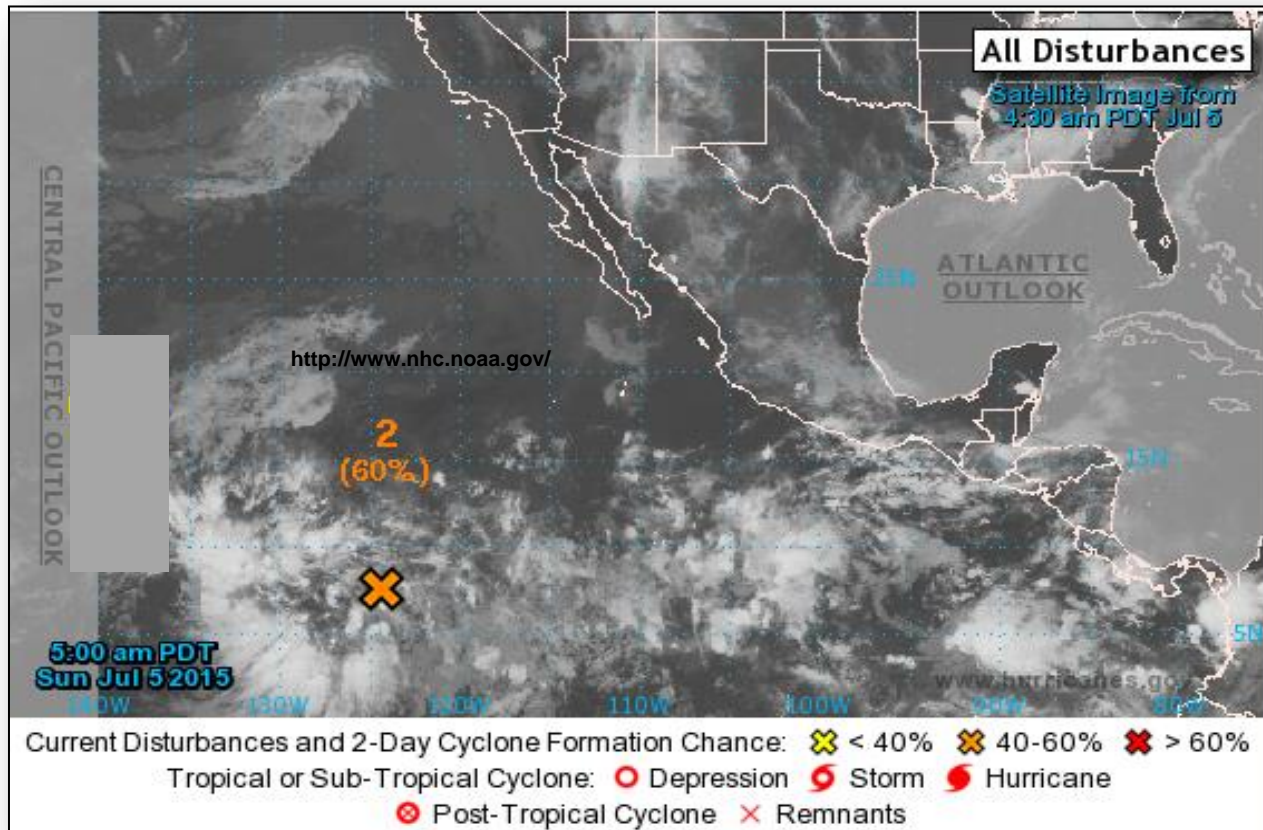 All Disturbances
Satellite Image from
4:30 am PDT Jul 5
CENTRAL PACIFIC OUTLOOK
25N
ATLANTIC
OUTLOOK
http://www.nhc.noaa.gov/
2
(60%)
15N
5N
5:00 am PDT
Sun Jul 5 2015
www.hurricanes.gov
140W 130W 120W 110W 100W 90W 80W
Current Disturbances and 2-Day Cyclone Formation Chance: < 40% 40-60% > 60%
Tropical or Sub-Tropical Cyclone: Depression Storm Hurricane
Post-Tropical Cyclone Remnants